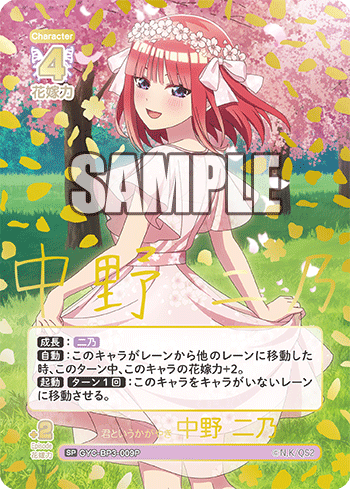 Character
4
花嫁力
SAMPLE
中野 二乃
成長：二乃
自動：このキャラがレーンから他のレーンに移動した
時、このターン中、このキャラの花嫁力+2。
起動 ターン1回：このキャラをキャラがいないレーン
に移動させる。
+2
Episode
花嫁力
君というかがやき 中野 二乃
SP GYC-BP3-009P
©N.K/Q52